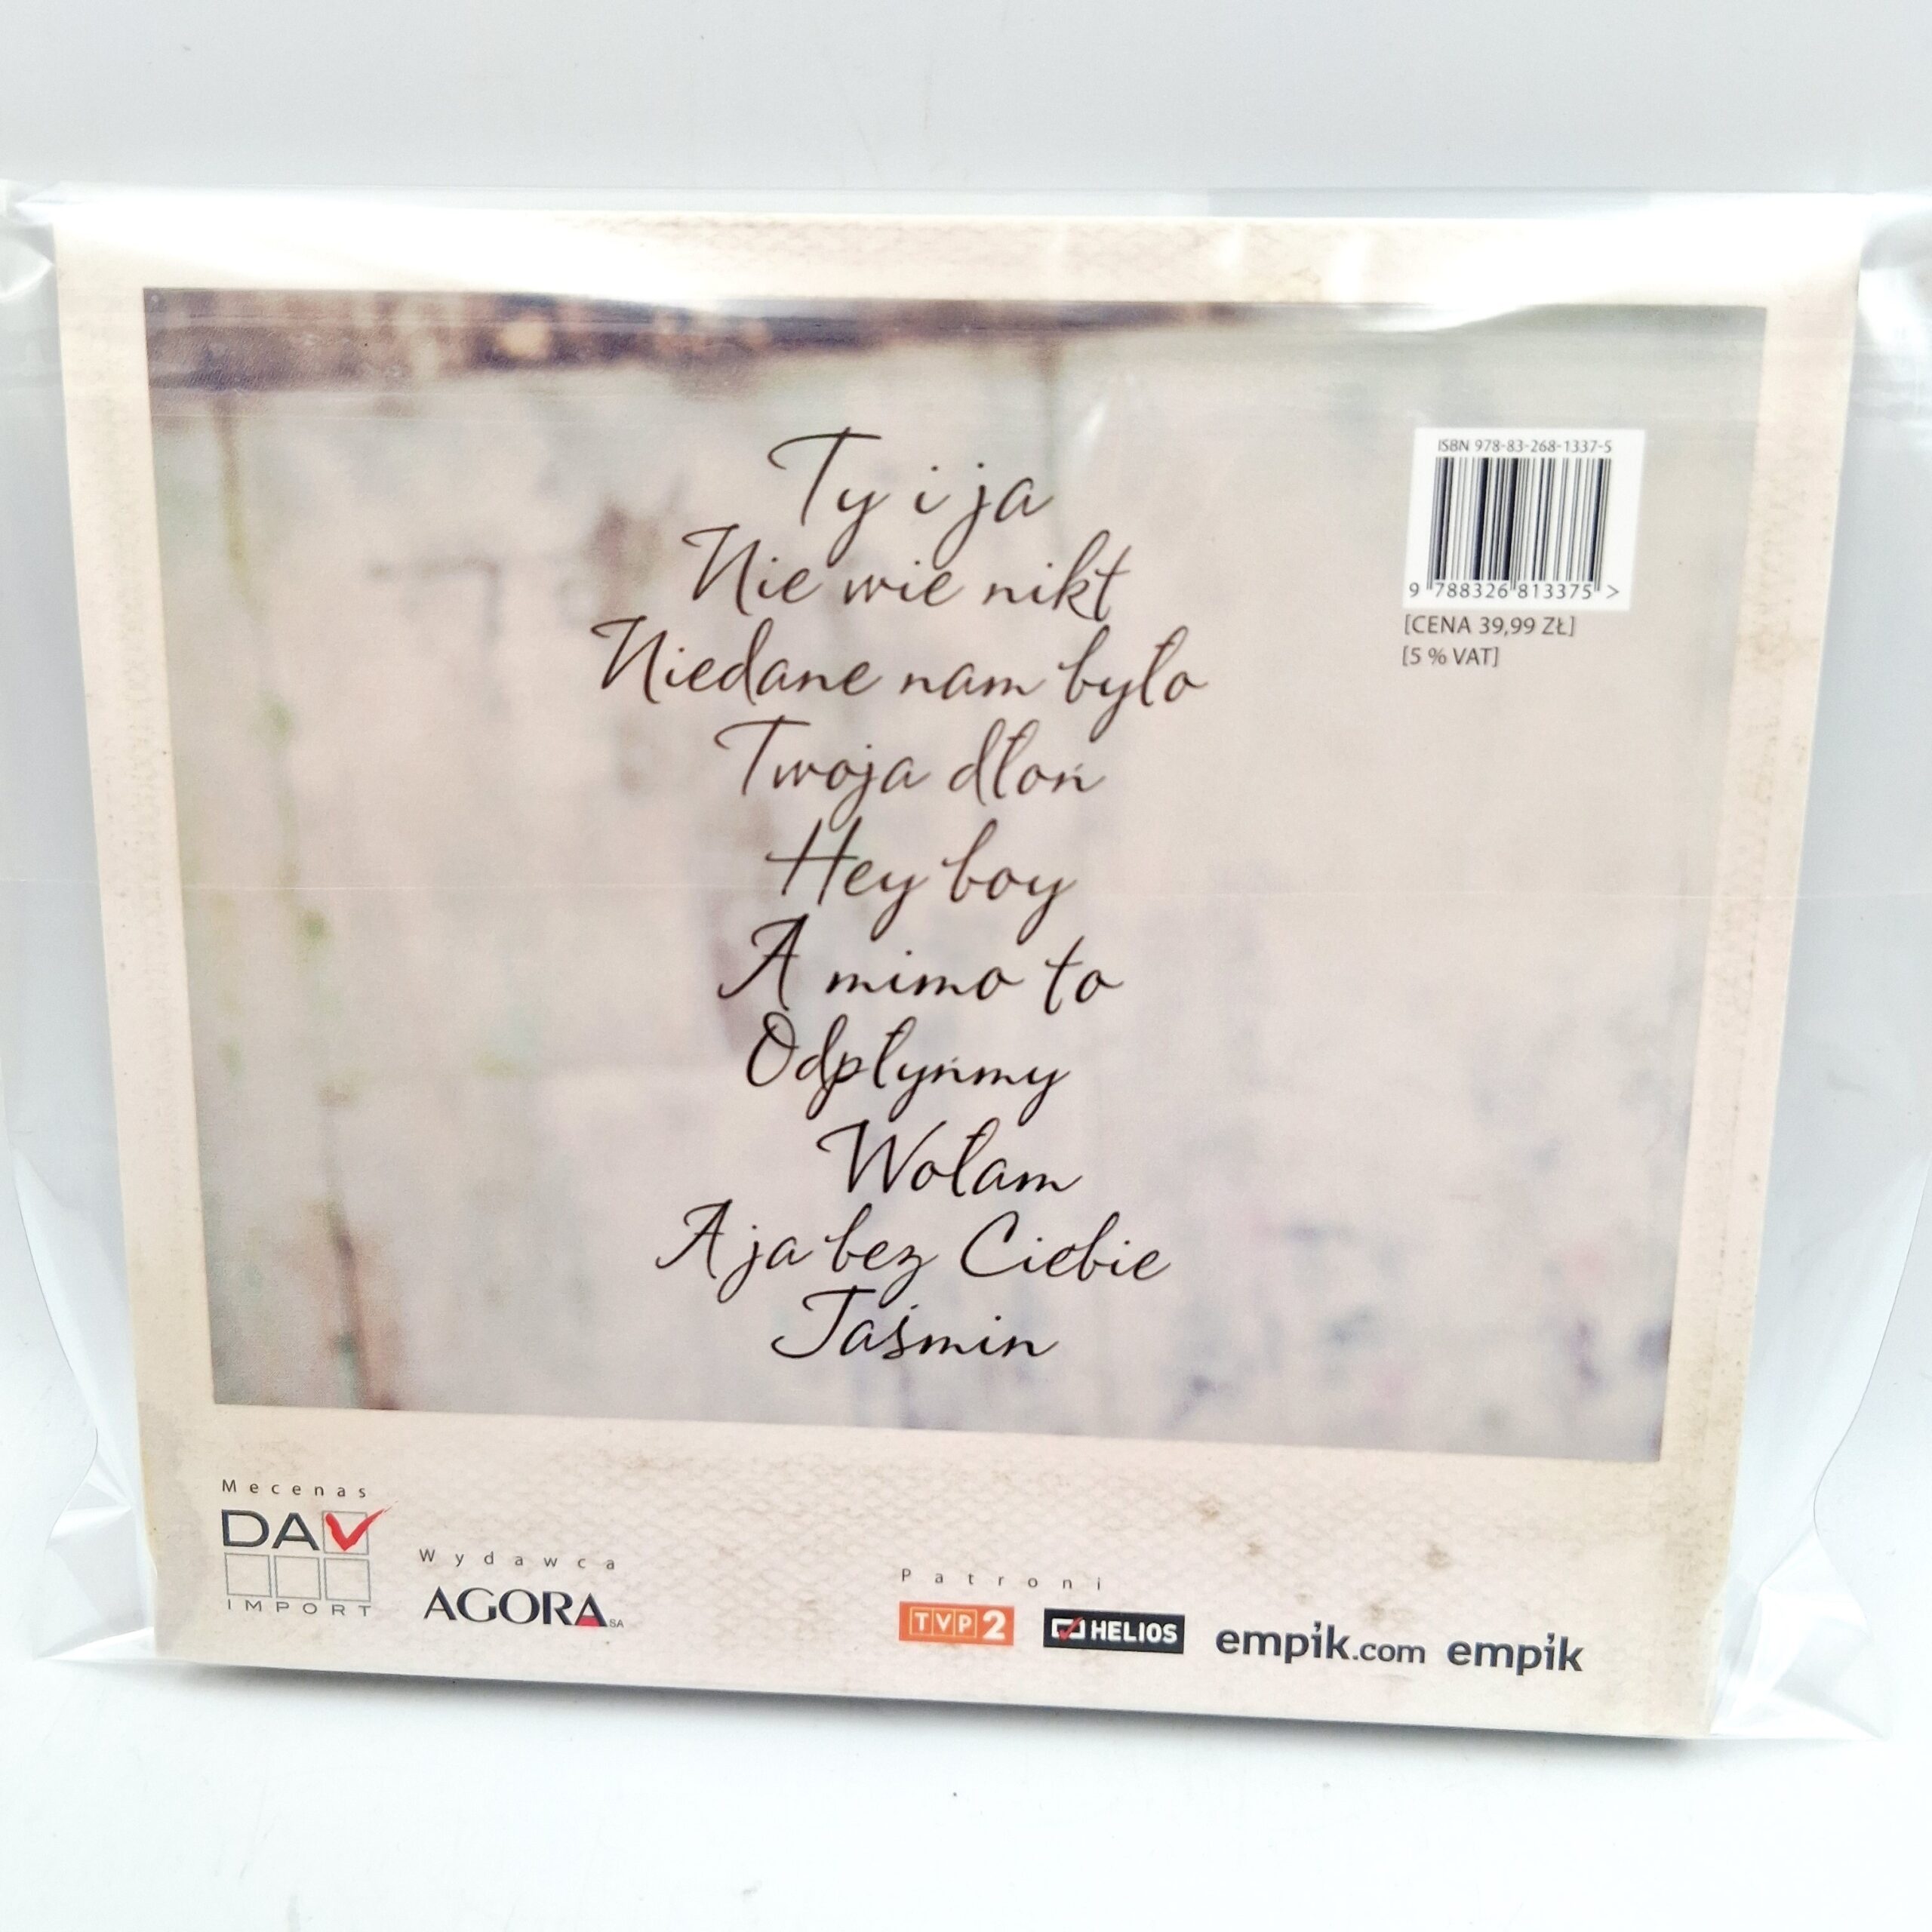 Ty i ja
Nie wie nikt
Niedane nam było
Twoja dłoń
Hey boy
A mimo to
Odpłyńmy
Wołam
A ja bez Ciebie
Jaśmin
ISBN 978-83-268-1337-5
9 788326 813375 >
[CENA 39,99 ZŁ]
[5 % VAT]
Mecenas
DAV
IMPORT
Wydawca
AGORA SA
Patroni
TVP 2
HELIOS
empik.com
empik